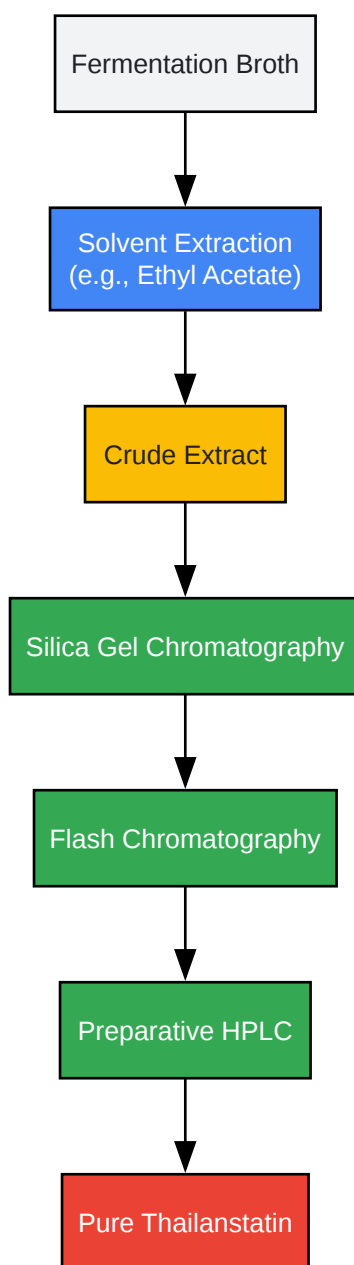 Fermentation Broth
Solvent Extraction
(e.g., Ethyl Acetate)
Crude Extract
Silica Gel Chromatography
Flash Chromatography
Preparative HPLC
Pure Thailanstatin